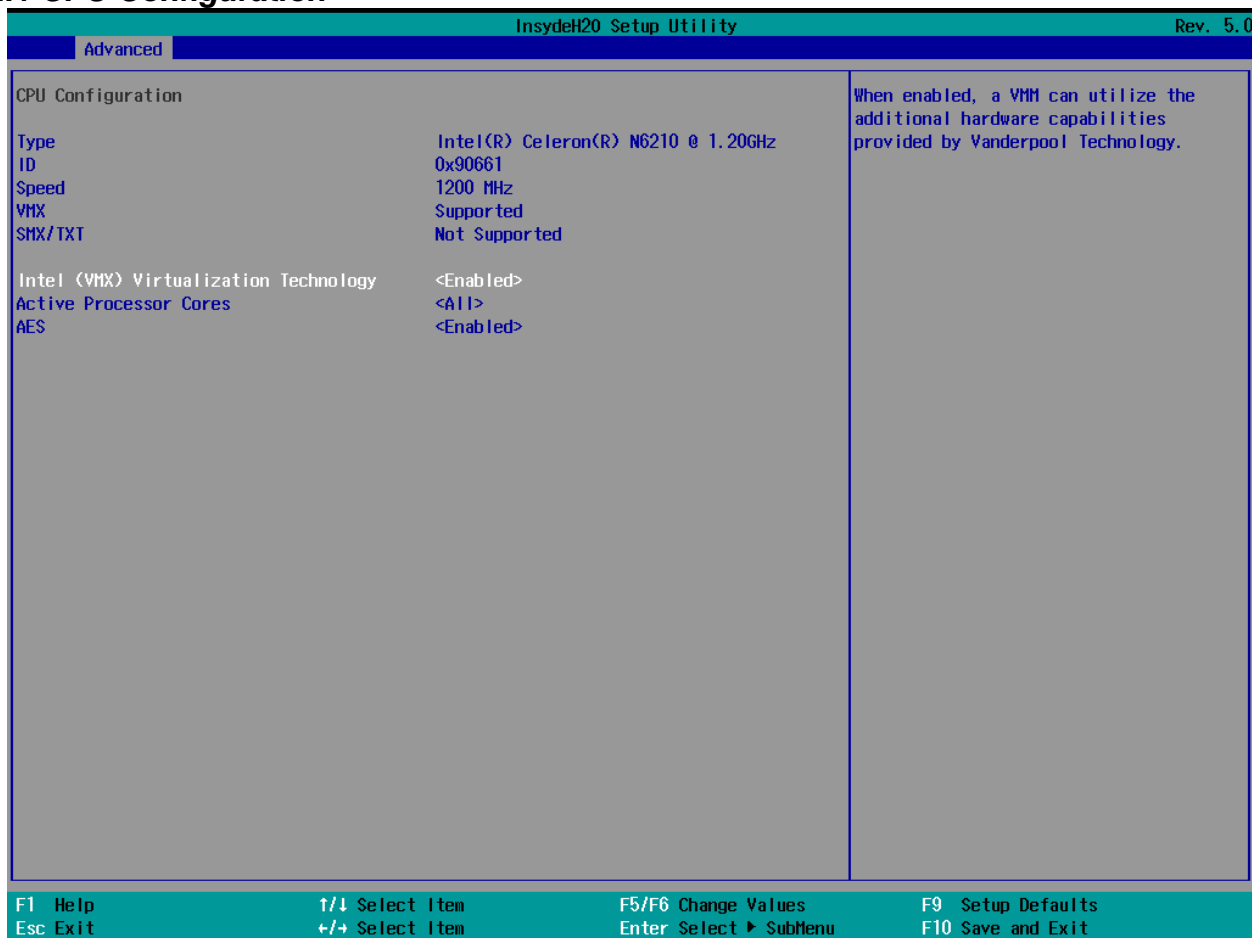 CPU Configuration
InsydeH2O Setup Utility Rev. 5.0
Advanced
CPU Configuration
Type Intel(R) Celeron(R) N6210 @ 1.20GHz
ID 0x90661
Speed 1200 MHz
VMX Supported
SMX/TXT Not Supported
Intel (VMX) Virtualization Technology <Enabled>
Active Processor Cores <All>
AES <Enabled>
When enabled, a VMM can utilize the
additional hardware capabilities
provided by Vanderpool Technology.
F1 Help ↑/↓ Select Item F5/F6 Change Values F9 Setup Defaults
Esc Exit ←/→ Select Item Enter Select ▶ SubMenu F10 Save and Exit